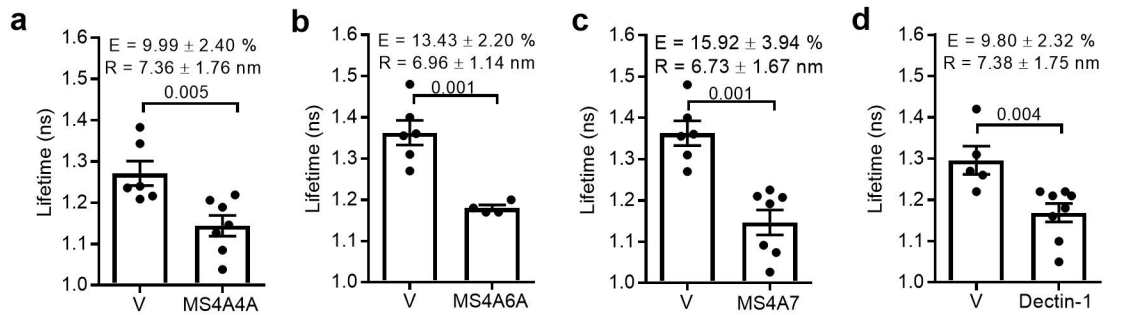 a
E = 9.99 ± 2.40 %
R = 7.36 ± 1.76 nm
0.005
Lifetime (ns)
1.6
1.5
1.4
1.3
1.2
1.1
1.0
V MS4A4A
b
E = 13.43 ± 2.20 %
R = 6.96 ± 1.14 nm
0.001
Lifetime (ns)
1.6
1.5
1.4
1.3
1.2
1.1
1.0
V MS4A6A
c
E = 15.92 ± 3.94 %
R = 6.73 ± 1.67 nm
0.001
Lifetime (ns)
1.6
1.5
1.4
1.3
1.2
1.1
1.0
V MS4A7
d
E = 9.80 ± 2.32 %
R = 7.38 ± 1.75 nm
0.004
Lifetime (ns)
1.6
1.5
1.4
1.3
1.2
1.1
1.0
V Dectin-1